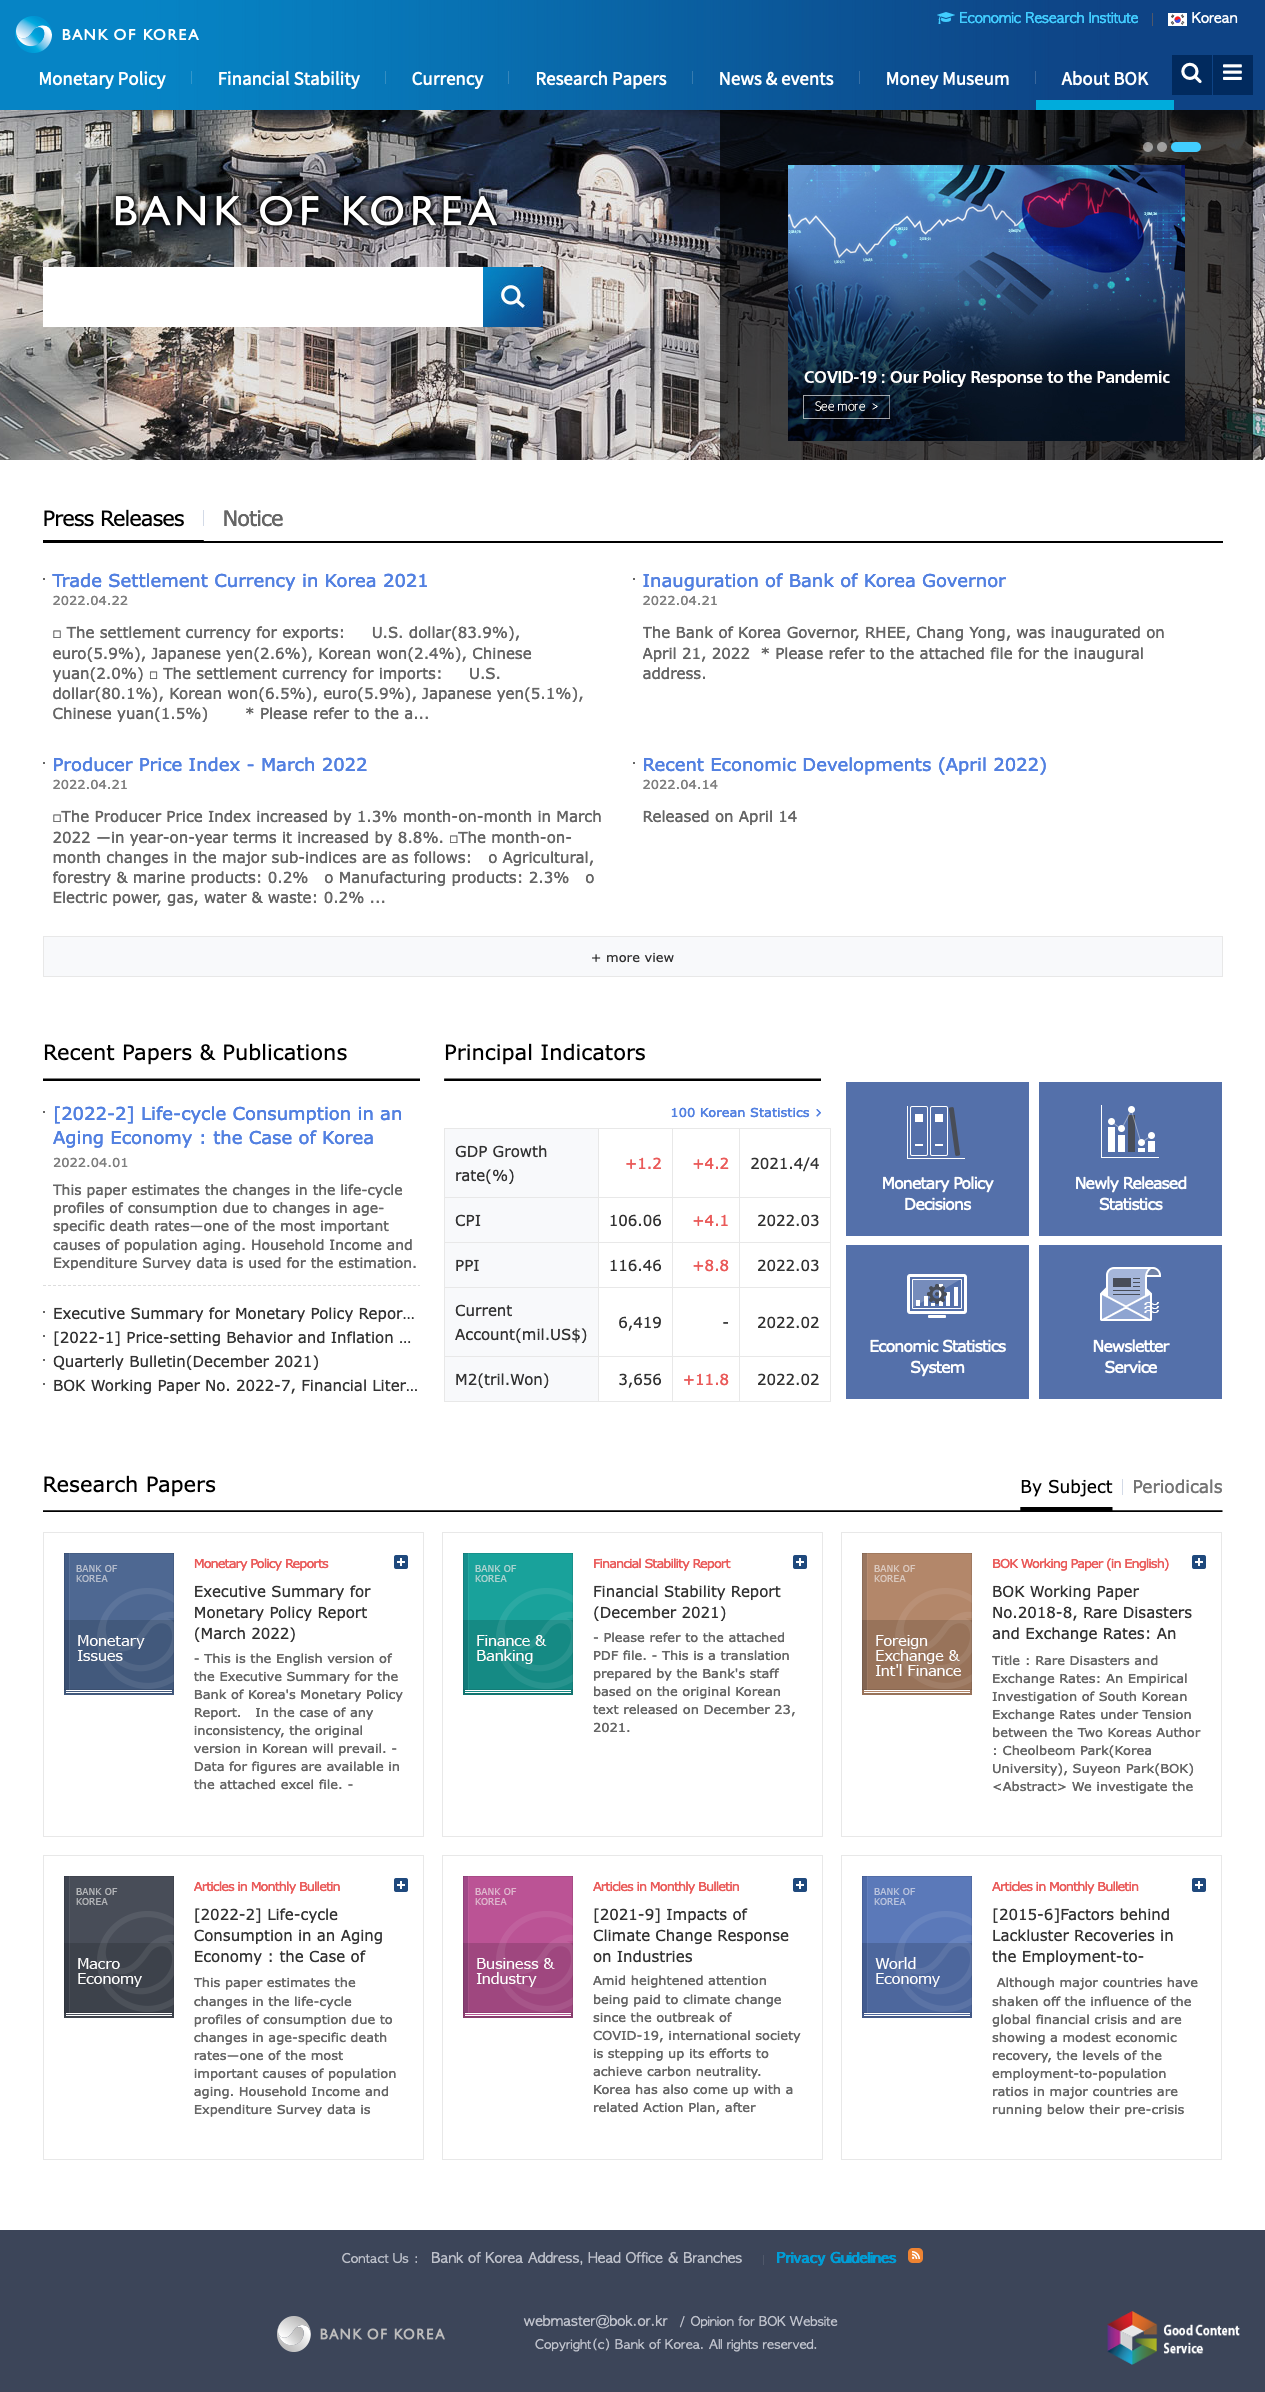 BANK OF KOREA
Economic Research Institute
Korean
Monetary Policy
Financial Stability
Currency
Research Papers
News & events
Money Museum
About BOK
BANK OF KOREA
COVID-19 : Our Policy Response to the Pandemic
See more >
Press Releases
Notice
· Trade Settlement Currency in Korea 2021
2022.04.22
□ The settlement currency for exports: U.S. dollar(83.9%),
euro(5.9%), Japanese yen(2.6%), Korean won(2.4%), Chinese
yuan(2.0%) □ The settlement currency for imports: U.S.
dollar(80.1%), Korean won(6.5%), euro(5.9%), Japanese yen(5.1%),
Chinese yuan(1.5%) * Please refer to the a...
· Inauguration of Bank of Korea Governor
2022.04.21
The Bank of Korea Governor, RHEE, Chang Yong, was inaugurated on
April 21, 2022 * Please refer to the attached file for the inaugural
address.
· Producer Price Index - March 2022
2022.04.21
□The Producer Price Index increased by 1.3% month-on-month in March
2022 —in year-on-year terms it increased by 8.8%. □The month-on-
month changes in the major sub-indices are as follows: o Agricultural,
forestry & marine products: 0.2% o Manufacturing products: 2.3% o
Electric power, gas, water & waste: 0.2% ...
· Recent Economic Developments (April 2022)
2022.04.14
Released on April 14
+ more view
Recent Papers & Publications
· [2022-2] Life-cycle Consumption in an
Aging Economy : the Case of Korea
2022.04.01
This paper estimates the changes in the life-cycle
profiles of consumption due to changes in age-
specific death rates—one of the most important
causes of population aging. Household Income and
Expenditure Survey data is used for the estimation.
· Executive Summary for Monetary Policy Repor...
· [2022-1] Price-setting Behavior and Inflation ...
· Quarterly Bulletin(December 2021)
· BOK Working Paper No. 2022-7, Financial Liter...
Principal Indicators
100 Korean Statistics >
GDP Growth
rate(%) +1.2 +4.2 2021.4/4
CPI 106.06 +4.1 2022.03
PPI 116.46 +8.8 2022.03
Current
Account(mil.US$) 6,419 - 2022.02
M2(tril.Won) 3,656 +11.8 2022.02
Monetary Policy
Decisions
Newly Released
Statistics
Economic Statistics
System
Newsletter
Service
Research Papers
By Subject
Periodicals
BANK OF
KOREA
Monetary
Issues
Monetary Policy Reports
Executive Summary for
Monetary Policy Report
(March 2022)
- This is the English version of
the Executive Summary for the
Bank of Korea's Monetary Policy
Report. In the case of any
inconsistency, the original
version in Korean will prevail. -
Data for figures are available in
the attached excel file. -
BANK OF
KOREA
Finance &
Banking
Financial Stability Report
Financial Stability Report
(December 2021)
- Please refer to the attached
PDF file. - This is a translation
prepared by the Bank's staff
based on the original Korean
text released on December 23,
2021.
BANK OF
KOREA
Foreign
Exchange &
Int'l Finance
BOK Working Paper (in English)
BOK Working Paper
No.2018-8, Rare Disasters
and Exchange Rates: An
Title : Rare Disasters and
Exchange Rates: An Empirical
Investigation of South Korean
Exchange Rates under Tension
between the Two Koreas Author
: Cheolbeom Park(Korea
University), Suyeon Park(BOK)
<Abstract> We investigate the
BANK OF
KOREA
Macro
Economy
Articles in Monthly Bulletin
[2022-2] Life-cycle
Consumption in an Aging
Economy : the Case of
This paper estimates the
changes in the life-cycle
profiles of consumption due to
changes in age-specific death
rates—one of the most
important causes of population
aging. Household Income and
Expenditure Survey data is
BANK OF
KOREA
Business &
Industry
Articles in Monthly Bulletin
[2021-9] Impacts of
Climate Change Response
on Industries
Amid heightened attention
being paid to climate change
since the outbreak of
COVID-19, international society
is stepping up its efforts to
achieve carbon neutrality.
Korea has also come up with a
related Action Plan, after
BANK OF
KOREA
World
Economy
Articles in Monthly Bulletin
[2015-6]Factors behind
Lackluster Recoveries in
the Employment-to-
Although major countries have
shaken off the influence of the
global financial crisis and are
showing a modest economic
recovery, the levels of the
employment-to-population
ratios in major countries are
running below their pre-crisis
Contact Us : Bank of Korea Address, Head Office & Branches
Privacy Guidelines
BANK OF KOREA
webmaster@bok.or.kr / Opinion for BOK Website
Copyright(c) Bank of Korea. All rights reserved.
Good Content
Service